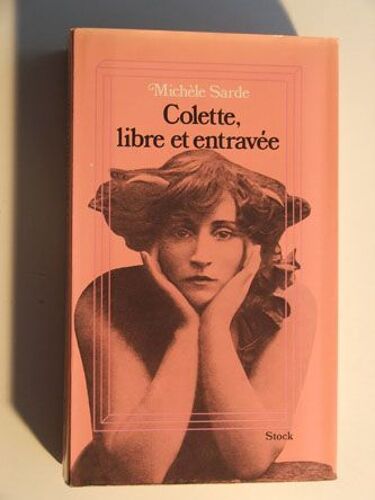 Michèle Sarde
Colette,
libre et entravée
Stock